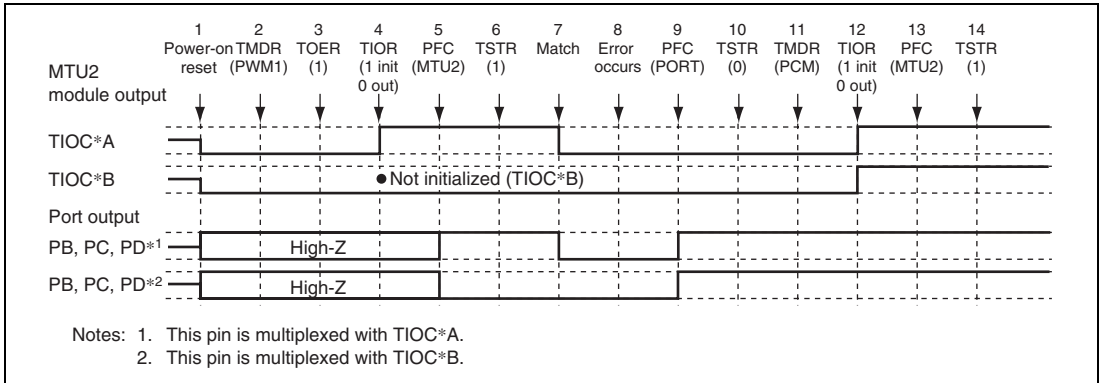 1 2 3 4 5 6 7 8 9 10 11 12 13 14
Power-on TMDR TOER TIOR PFC TSTR Match Error PFC TSTR TMDR TIOR PFC TSTR
reset (PWM1) (1) (1 init (MTU2) (1) occurs (PORT) (0) (PCM) (1 init (MTU2) (1)
0 out) 0 out)
MTU2
module output
TIOC*A
TIOC*B
Not initialized (TIOC*B)
Port output
PB, PC, PD*1
High-Z
PB, PC, PD*2
High-Z
Notes: 1. This pin is multiplexed with TIOC*A.
2. This pin is multiplexed with TIOC*B.